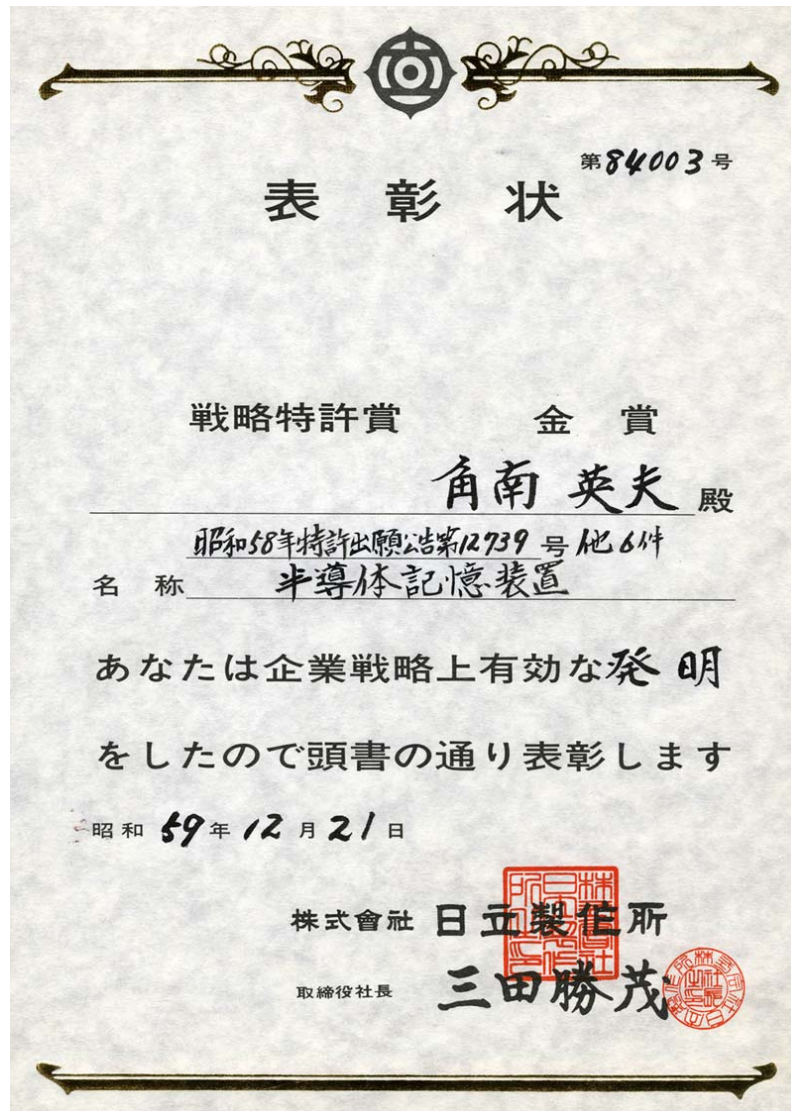 第84003号
表彰状
戦略特許賞 金賞
角南 英夫 殿
昭和58年特許出願公告第12739号他6件
名称 半導体記憶装置
あなたは企業戦略上有効な発明
をしたので頭書の通り表彰します
昭和59年12月21日
株式會社 日立製作所
取締役社長 三田勝茂